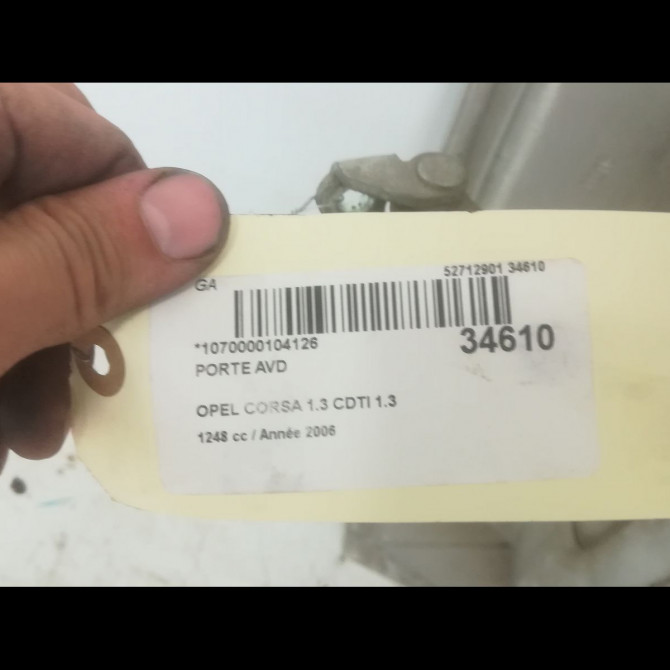 GA 52712901 34610
*1070000104126 34610
PORTE AVD
OPEL CORSA 1.3 CDTI 1.3
1248 cc / Année 2006